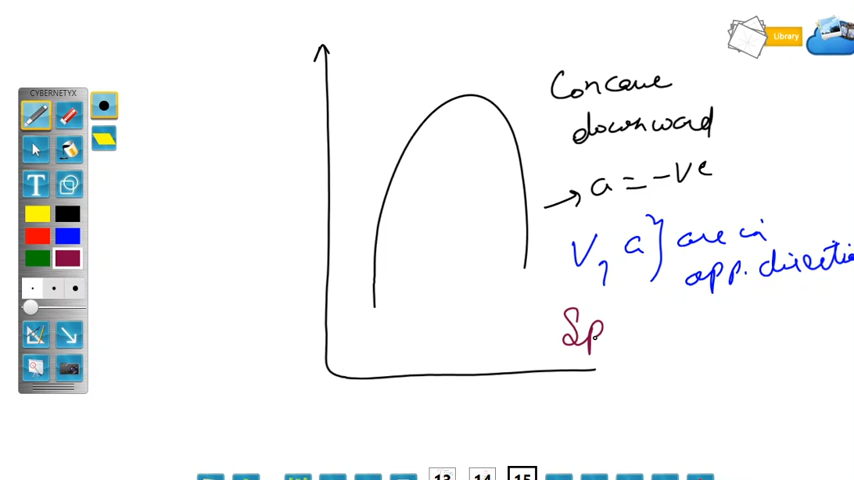 CYBERNETYX
Library
Concave
downward
→ a = -ve
V, a } are in
opp. directio
Sp
T
13 14 15